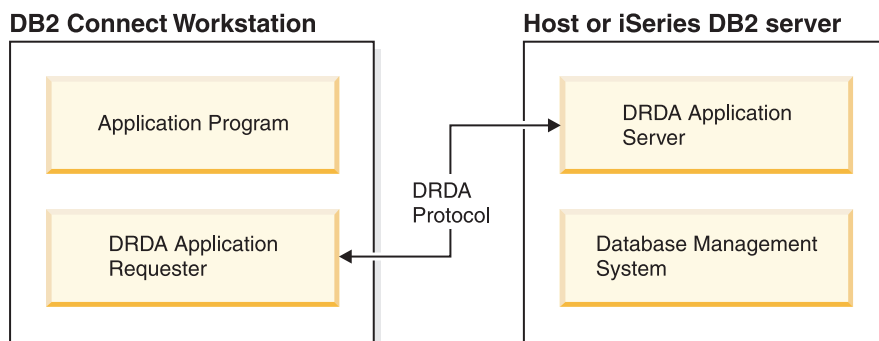 DB2 Connect Workstation
Host or iSeries DB2 server
Application Program
DRDA Application
Server
DRDA
Protocol
DRDA Application
Requester
Database Management
System